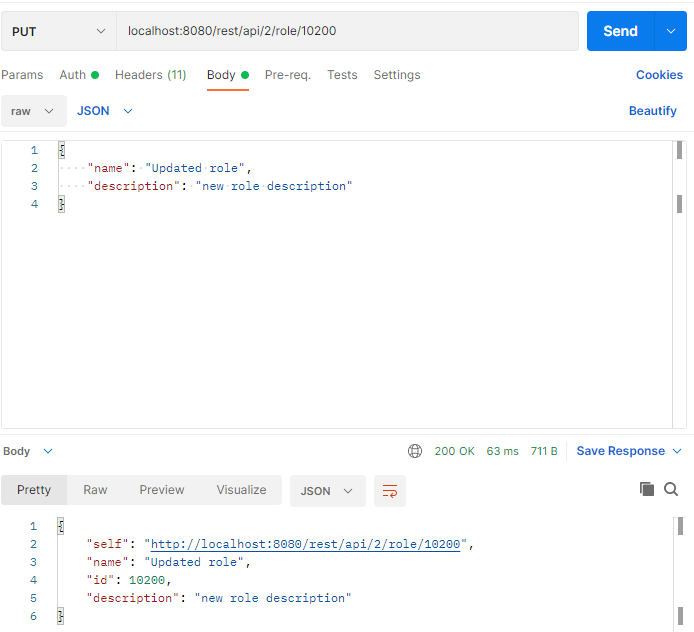 PUT localhost:8080/rest/api/2/role/10200 Send
Params Auth Headers (11) Body Pre-req. Tests Settings Cookies
raw JSON Beautify
1 {
2 "name": "Updated role",
3 "description": "new role description"
4 }
Body 200 OK 63 ms 711 B Save Response
Pretty Raw Preview Visualize JSON
1 {
2 "self": "http://localhost:8080/rest/api/2/role/10200",
3 "name": "Updated role",
4 "id": 10200,
5 "description": "new role description"
6 }